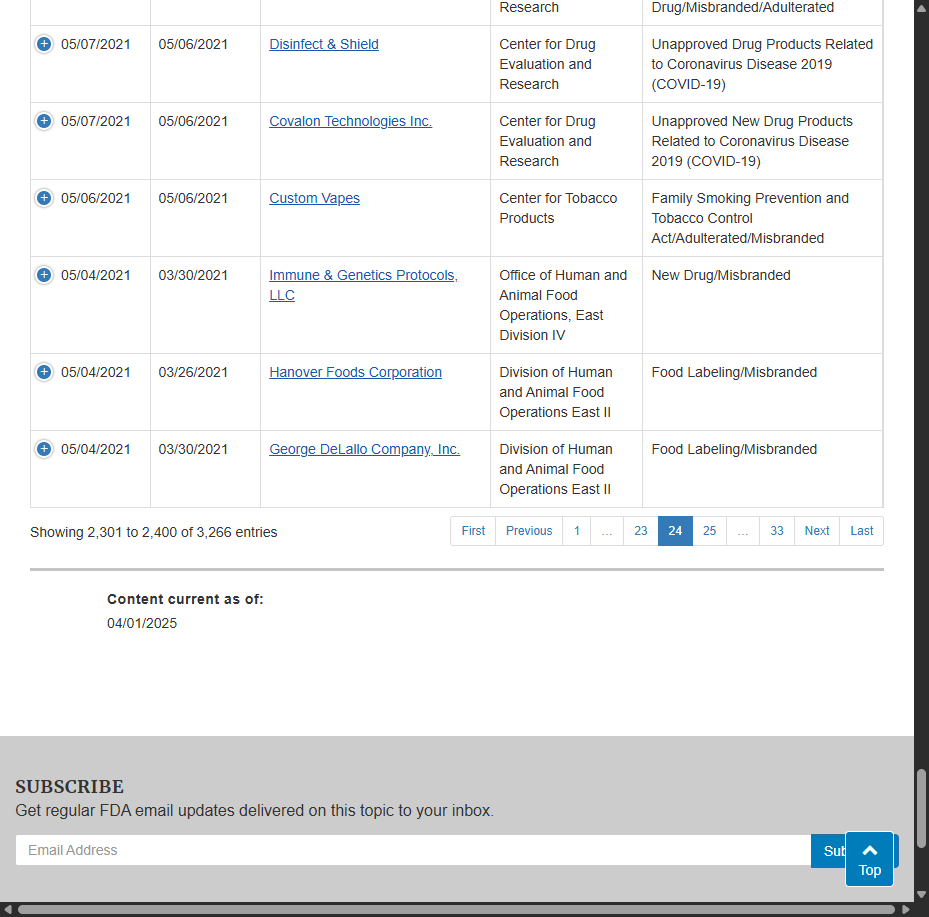 Research
Drug/Misbranded/Adulterated
05/07/2021 05/06/2021 Disinfect & Shield Center for Drug Unapproved Drug Products Related
Evaluation and to Coronavirus Disease 2019
Research (COVID-19)
05/07/2021 05/06/2021 Covalon Technologies Inc. Center for Drug Unapproved New Drug Products
Evaluation and Related to Coronavirus Disease
Research 2019 (COVID-19)
05/06/2021 05/06/2021 Custom Vapes Center for Tobacco Family Smoking Prevention and
Products Tobacco Control
Act/Adulterated/Misbranded
05/04/2021 03/30/2021 Immune & Genetics Protocols, Office of Human and New Drug/Misbranded
LLC Animal Food
Operations, East
Division IV
05/04/2021 03/26/2021 Hanover Foods Corporation Division of Human Food Labeling/Misbranded
and Animal Food
Operations East II
05/04/2021 03/30/2021 George DeLallo Company, Inc. Division of Human Food Labeling/Misbranded
and Animal Food
Operations East II
Showing 2,301 to 2,400 of 3,266 entries First Previous 1 … 23 24 25 … 33 Next Last
Content current as of:
04/01/2025
SUBSCRIBE
Get regular FDA email updates delivered on this topic to your inbox.
Email Address Sub
Top